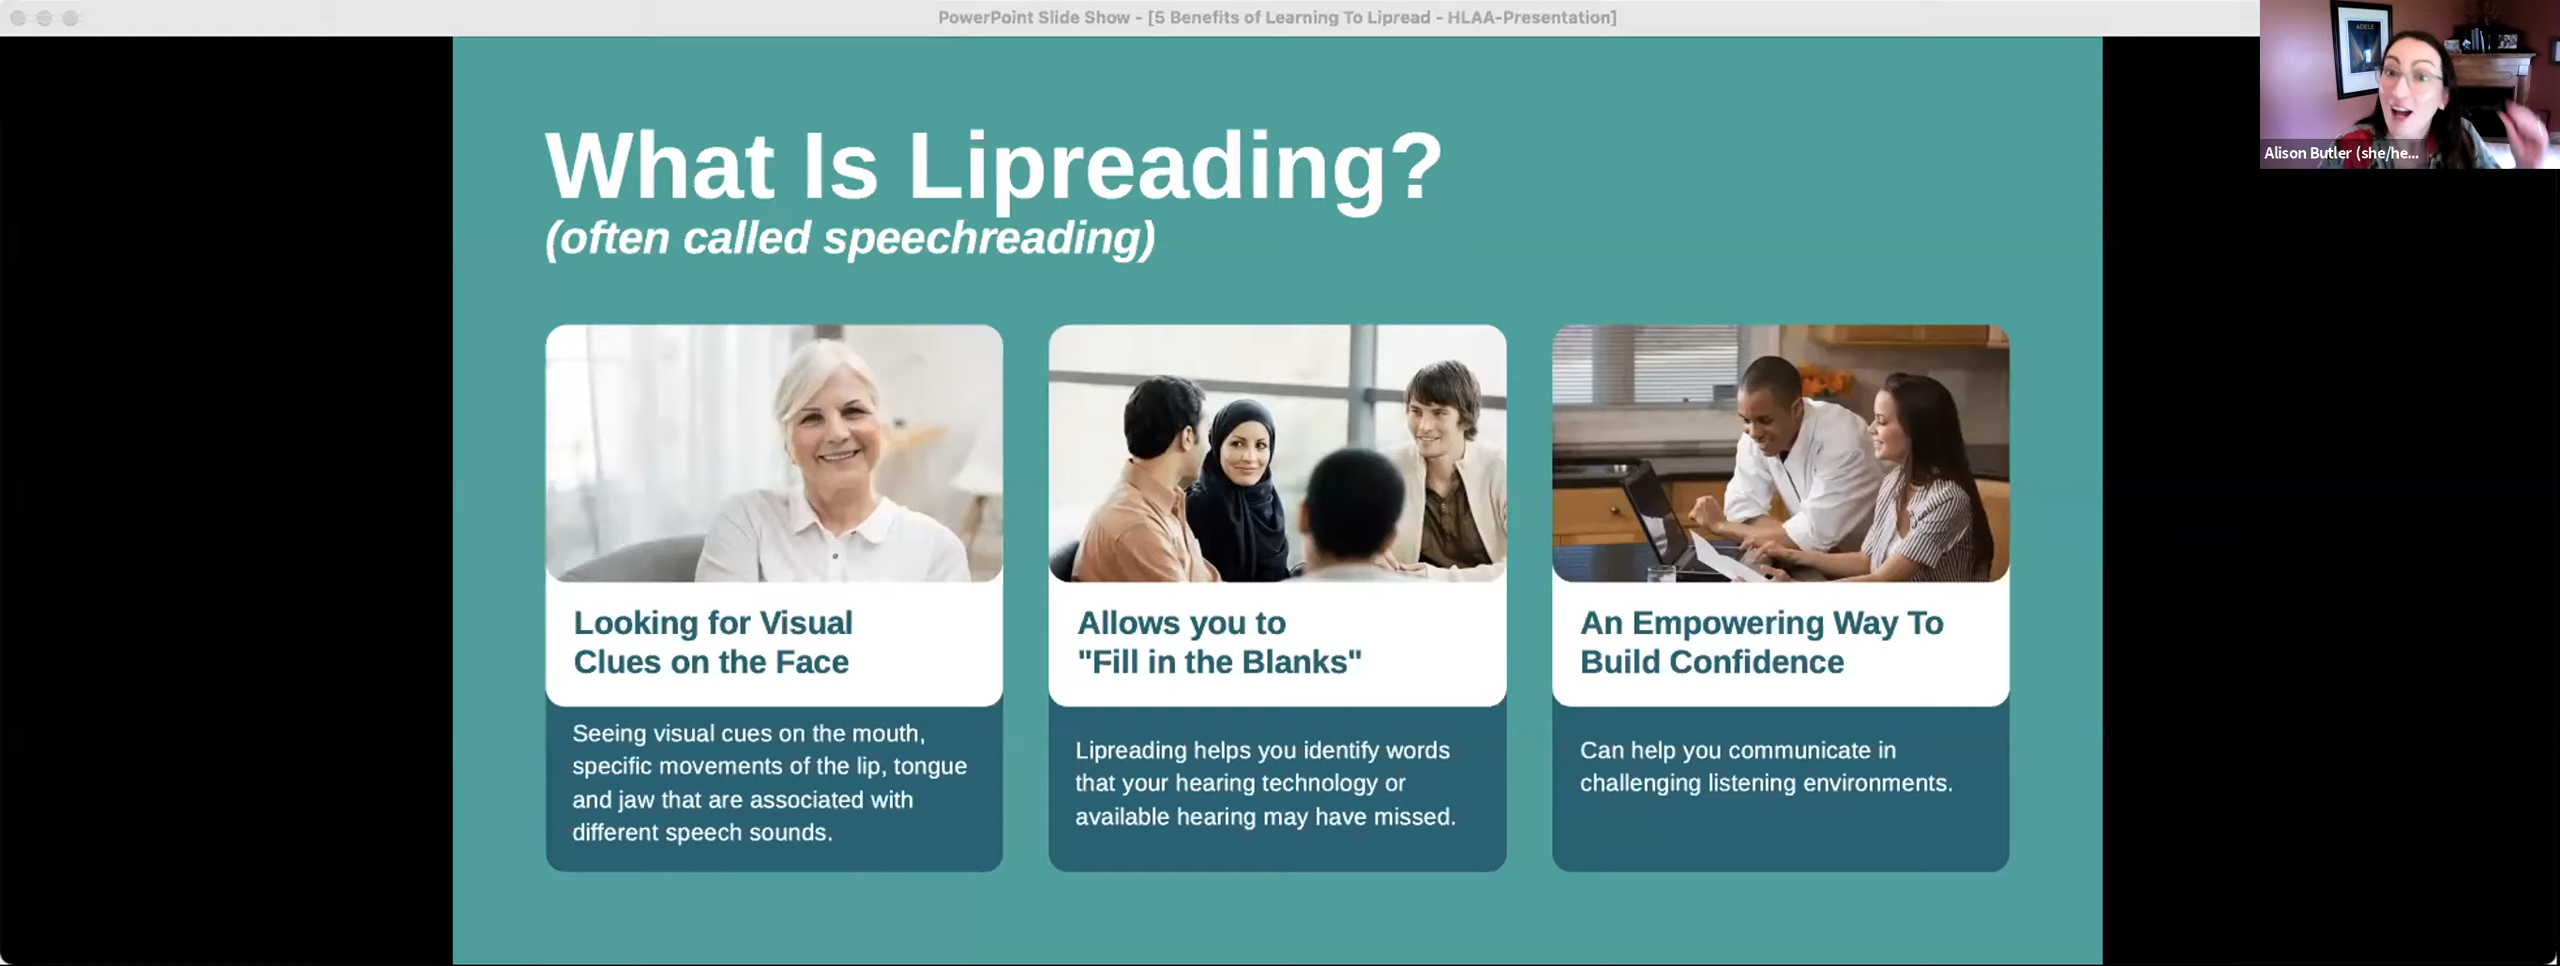 PowerPoint Slide Show - [5 Benefits of Learning To Lipread - HLAA-Presentation]
ADELE
Alison Butler (she/he...
What Is Lipreading?
(often called speechreading)
Looking for Visual
Clues on the Face
Seeing visual cues on the mouth,
specific movements of the lip, tongue
and jaw that are associated with
different speech sounds.
Allows you to
"Fill in the Blanks"
Lipreading helps you identify words
that your hearing technology or
available hearing may have missed.
An Empowering Way To
Build Confidence
Can help you communicate in
challenging listening environments.